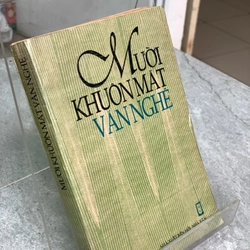 MƯỜI
KHUÔN MẶT
VĂN NGHỆ
MƯỜI KHUÔN MẶT VĂN NGHỆ